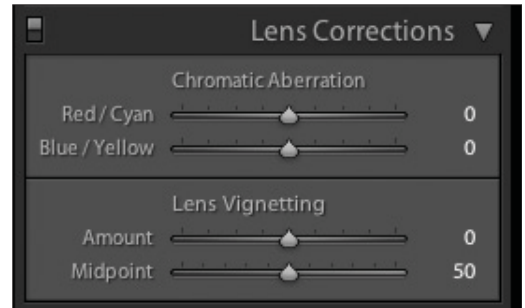 Lens Corrections
Chromatic Aberration
Red / Cyan 0
Blue / Yellow 0
Lens Vignetting
Amount 0
Midpoint 50